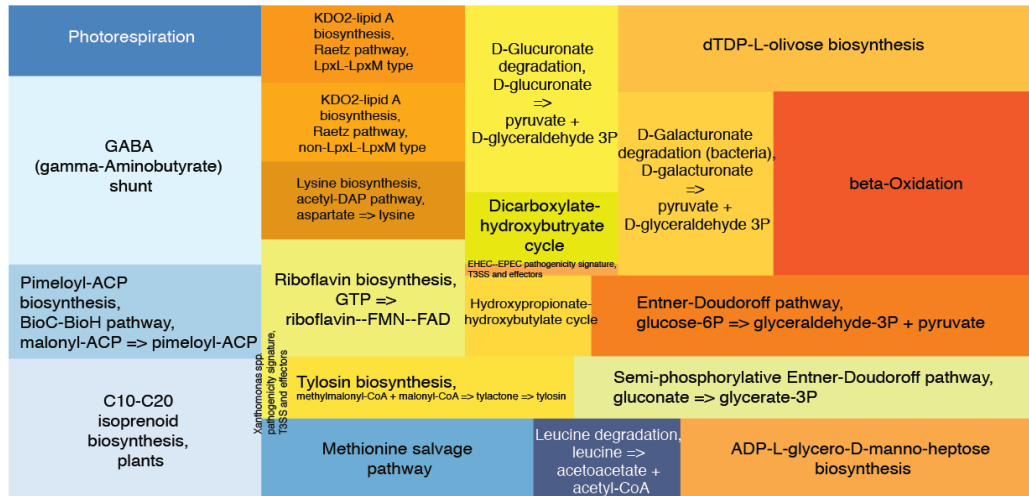 Photorespiration
GABA
(gamma-Aminobutyrate)
shunt
Pimeloyl-ACP
biosynthesis,
BioC-BioH pathway,
malonyl-ACP => pimeloyl-ACP
C10-C20
isoprenoid
biosynthesis,
plants
KDO2-lipid A
biosynthesis,
Raetz pathway,
LpxL-LpxM type
KDO2-lipid A
biosynthesis,
Raetz pathway,
non-LpxL-LpxM type
Lysine biosynthesis,
acetyl-DAP pathway,
aspartate => lysine
Riboflavin biosynthesis,
GTP =>
riboflavin--FMN--FAD
Xanthomonas spp.
pathogenicity signature,
T3SS and effectors
Tylosin biosynthesis,
methylmalonyl-CoA + malonyl-CoA => tylactone => tylosin
Methionine salvage
pathway
D-Glucuronate
degradation,
D-glucuronate
=>
pyruvate +
D-glyceraldehyde 3P
Dicarboxylate-
hydroxybutryate
cycle
EHEC--EPEC pathogenicity signature,
T3SS and effectors
Hydroxypropionate-
hydroxybutylate cycle
Leucine degradation,
leucine =>
acetoacetate +
acetyl-CoA
dTDP-L-olivose biosynthesis
D-Galacturonate
degradation (bacteria),
D-galacturonate
=>
pyruvate +
D-glyceraldehyde 3P
beta-Oxidation
Entner-Doudoroff pathway,
glucose-6P => glyceraldehyde-3P + pyruvate
Semi-phosphorylative Entner-Doudoroff pathway,
gluconate => glycerate-3P
ADP-L-glycero-D-manno-heptose
biosynthesis